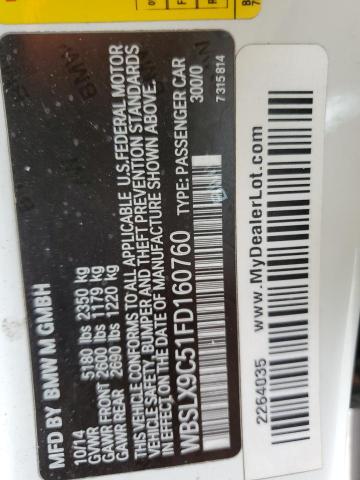 MFD BY BMW M GMBH
10/14
GVWR 5180 lbs 2350 kg
GAWR FRONT 2600 lbs 1179 kg
GAWR REAR 2690 lbs 1220 kg
THIS VEHICLE CONFORMS TO ALL APPLICABLE U.S. FEDERAL MOTOR
VEHICLE SAFETY, BUMPER AND THEFT PREVENTION STANDARDS
IN EFFECT ON THE DATE OF MANUFACTURE SHOWN ABOVE.
WBSLX9C51FD160760 TYPE: PASSENGER CAR
300/0
7 315 814
2264035
www.MyDealerLot.com